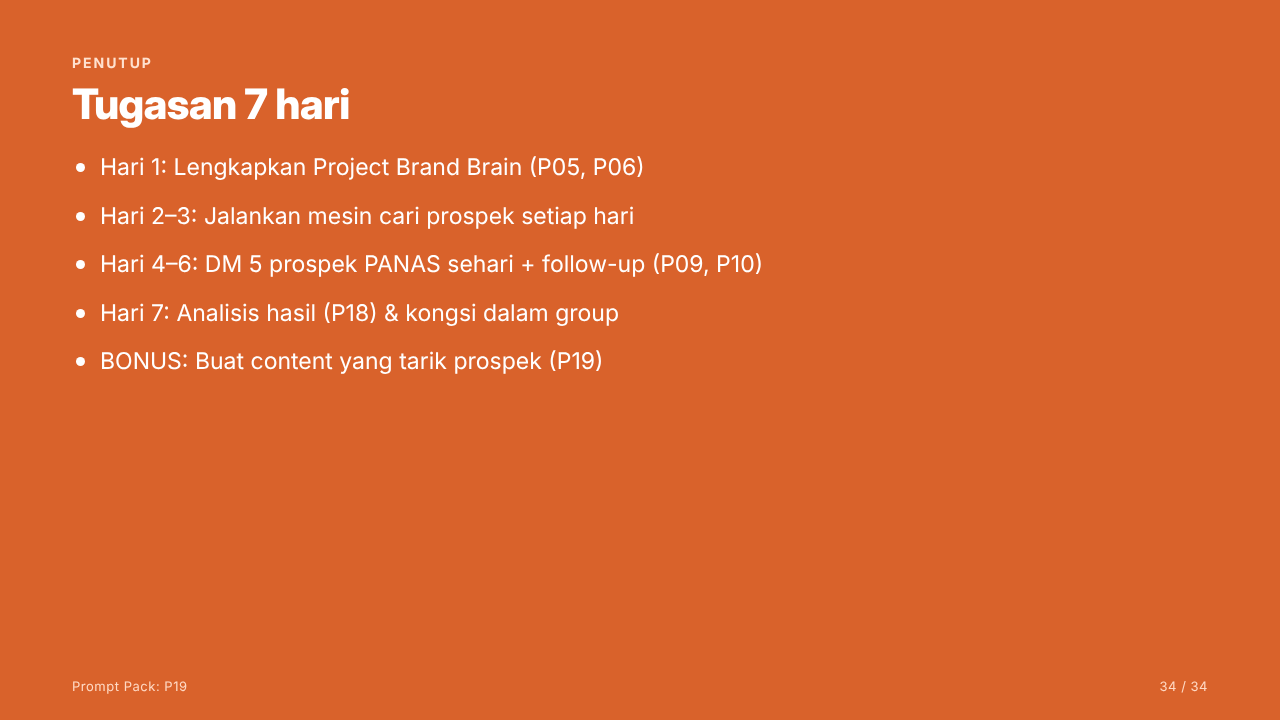 PENUTUP
Tugasan 7 hari
• Hari 1: Lengkapkan Project Brand Brain (P05, P06)
• Hari 2–3: Jalankan mesin cari prospek setiap hari
• Hari 4–6: DM 5 prospek PANAS sehari + follow-up (P09, P10)
• Hari 7: Analisis hasil (P18) & kongsi dalam group
• BONUS: Buat content yang tarik prospek (P19)
Prompt Pack: P19
34 / 34